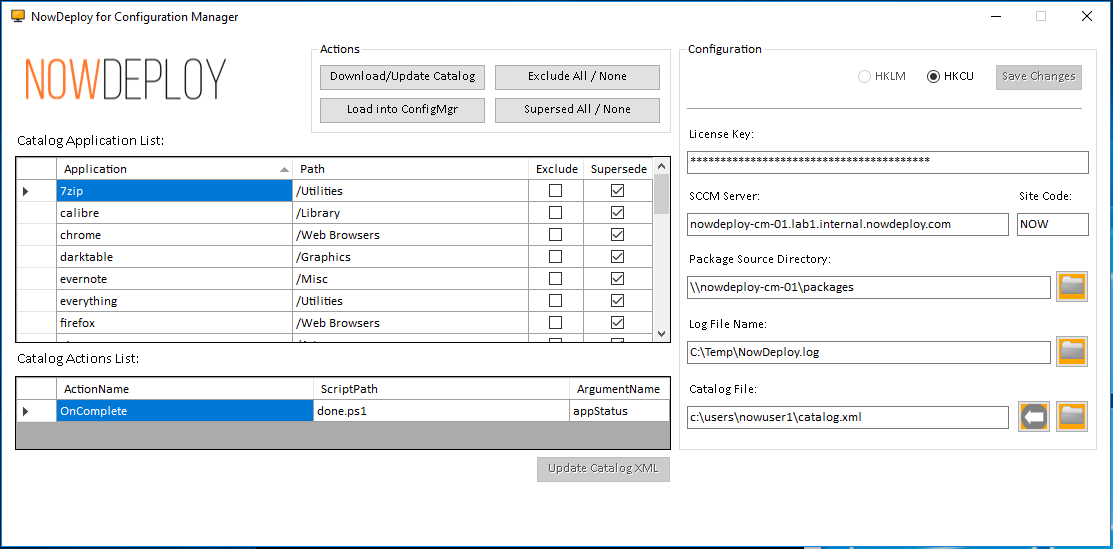 NowDeploy for Configuration Manager
NOWDEPLOY
Actions
Download/Update Catalog
Exclude All / None
Load into ConfigMgr
Supersed All / None
Catalog Application List:
Application Path Exclude Supersede
7zip /Utilities
calibre /Library
chrome /Web Browsers
darktable /Graphics
evernote /Misc
everything /Utilities
firefox /Web Browsers
Catalog Actions List:
ActionName ScriptPath ArgumentName
OnComplete done.ps1 appStatus
Update Catalog XML
Configuration
HKLM HKCU Save Changes
License Key:
****************************************
SCCM Server: Site Code:
nowdeploy-cm-01.lab1.internal.nowdeploy.com NOW
Package Source Directory:
\\nowdeploy-cm-01\packages
Log File Name:
C:\Temp\NowDeploy.log
Catalog File:
c:\users\nowuser1\catalog.xml